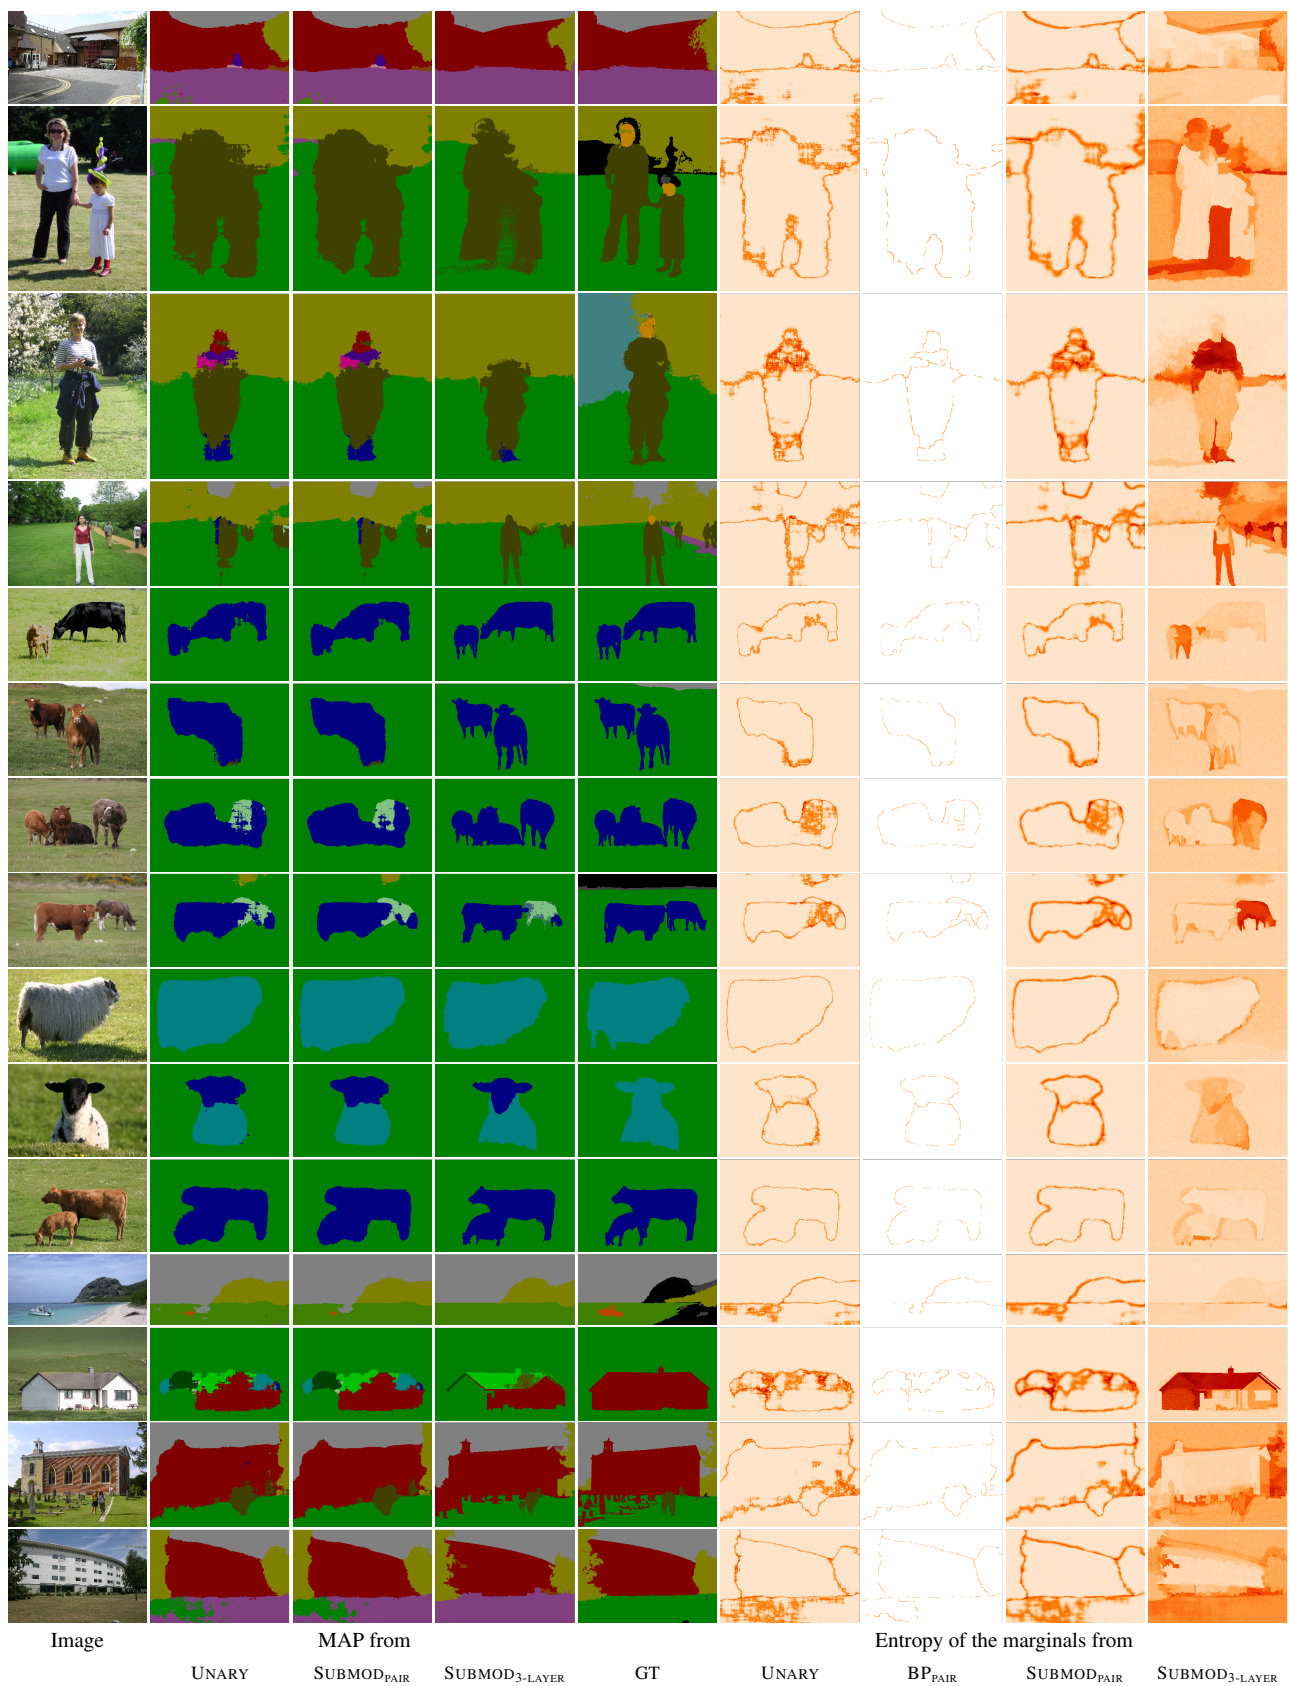 Image MAP from Entropy of the marginals from
UNARY SUBMODPAIR SUBMOD3-LAYER GT UNARY BPPAIR SUBMODPAIR SUBMOD3-LAYER